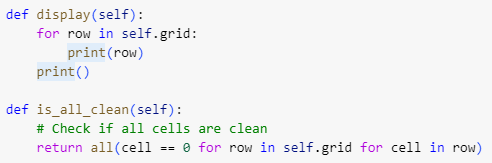 def display(self):
    for row in self.grid:
        print(row)
    print()

def is_all_clean(self):
    # Check if all cells are clean
    return all(cell == 0 for row in self.grid for cell in row)